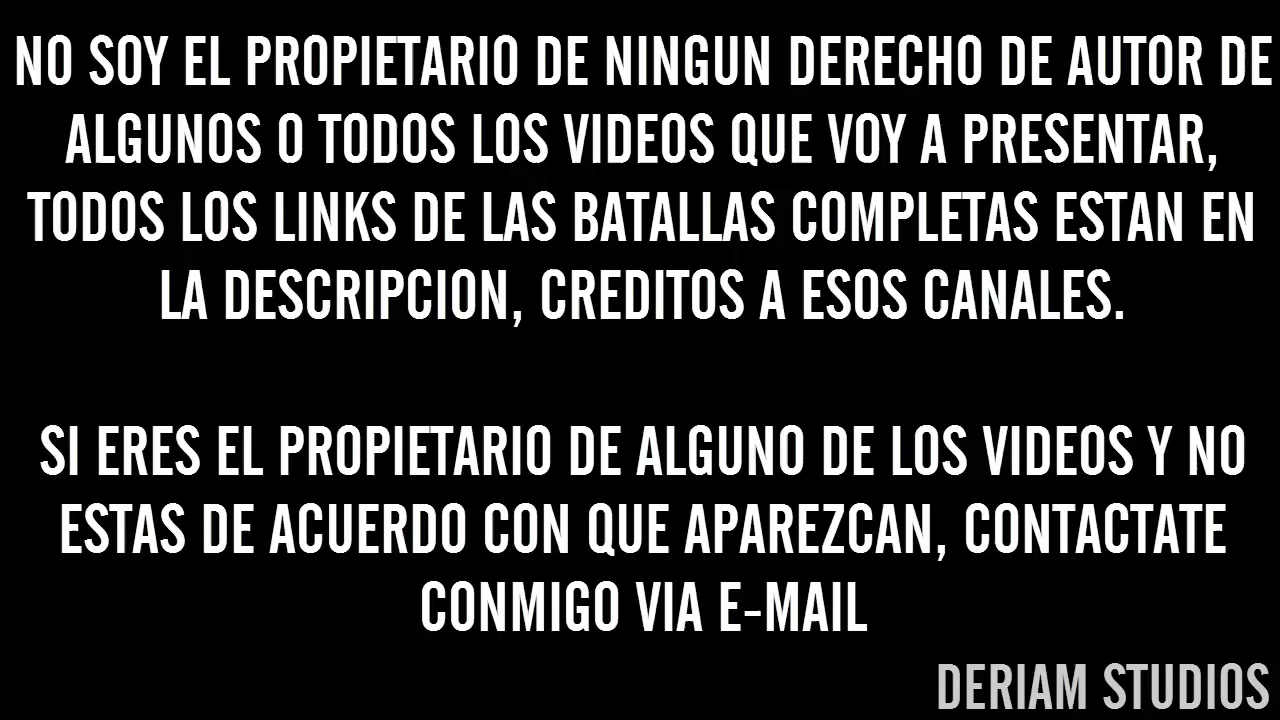 NO SOY EL PROPIETARIO DE NINGUN DERECHO DE AUTOR DE
ALGUNOS O TODOS LOS VIDEOS QUE VOY A PRESENTAR,
TODOS LOS LINKS DE LAS BATALLAS COMPLETAS ESTAN EN
LA DESCRIPCION, CREDITOS A ESOS CANALES.
SI ERES EL PROPIETARIO DE ALGUNO DE LOS VIDEOS Y NO
ESTAS DE ACUERDO CON QUE APAREZCAN, CONTACTATE
CONMIGO VIA E-MAIL
DERIAM STUDIOS